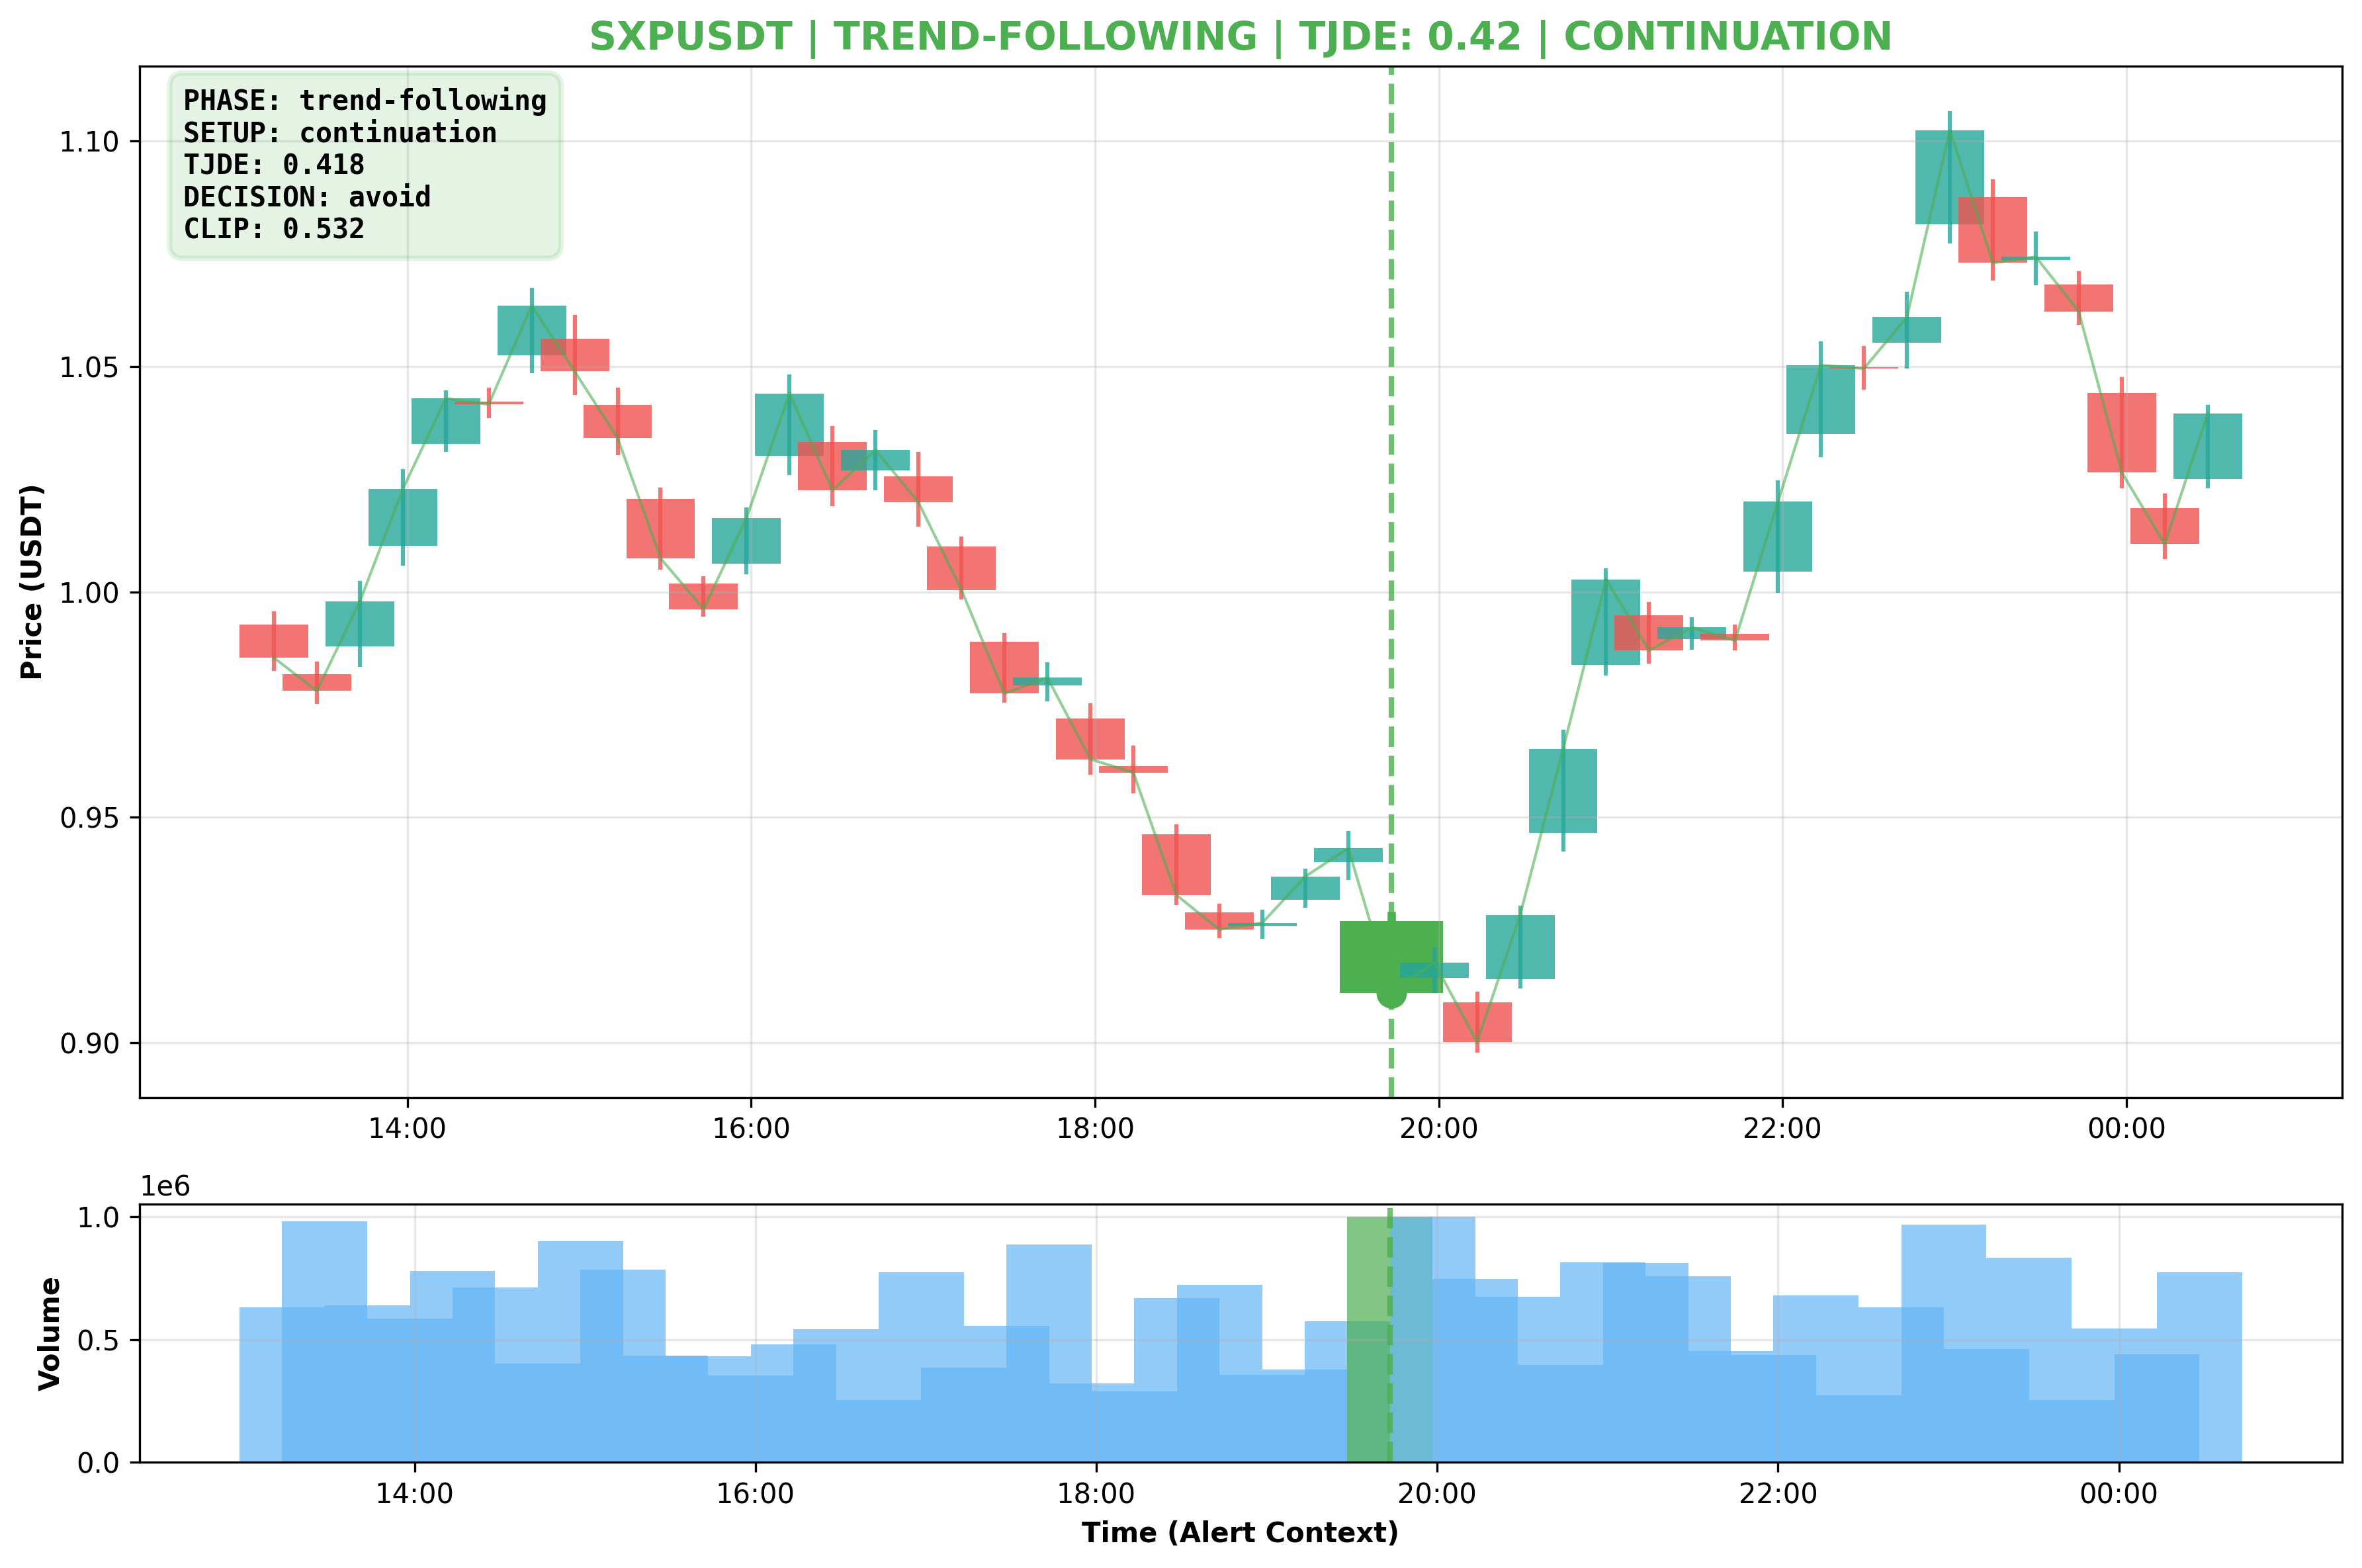 SXPUSDT | TREND-FOLLOWING | TJDE: 0.42 | CONTINUATION
PHASE: trend-following
SETUP: continuation
TJDE: 0.418
DECISION: avoid
CLIP: 0.532
Price (USDT)
1.10
1.05
1.00
0.95
0.90
14:00 16:00 18:00 20:00 22:00 00:00
1e6
Volume
1.0
0.5
0.0
14:00 16:00 18:00 20:00 22:00 00:00
Time (Alert Context)